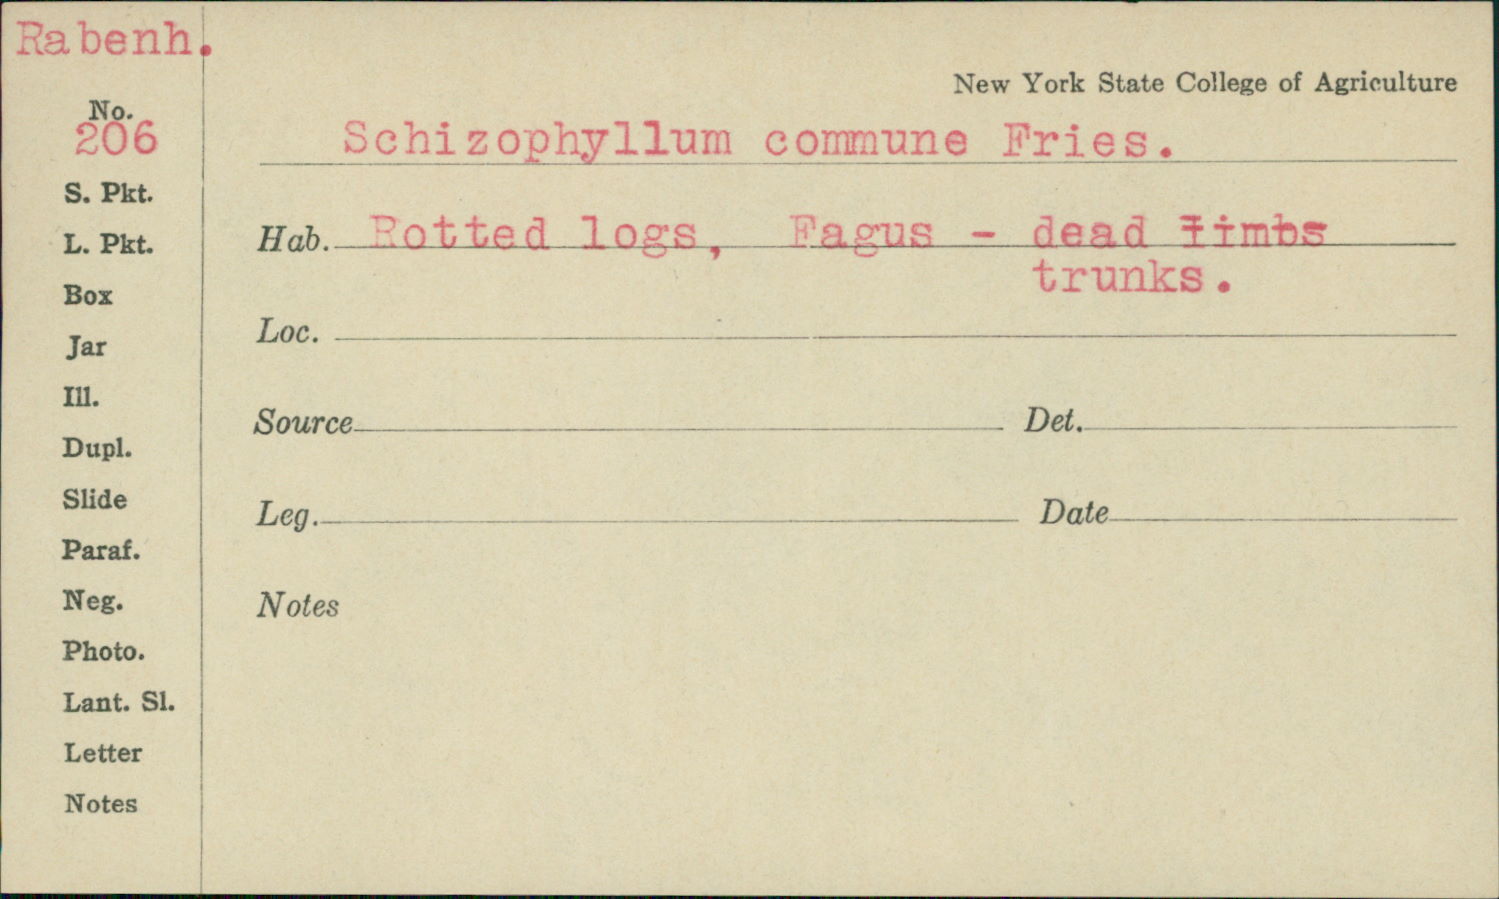 Rabenh.
New York State College of Agriculture
No.
206
Schizophyllum commune Fries.
S. Pkt.
Hab. Rotted logs, Fagus - dead limbs
trunks.
L. Pkt.
Box
Loc.
Jar
Ill.
Source Det.
Dupl.
Slide
Leg. Date
Paraf.
Neg.
Notes
Photo.
Lant. Sl.
Letter
Notes